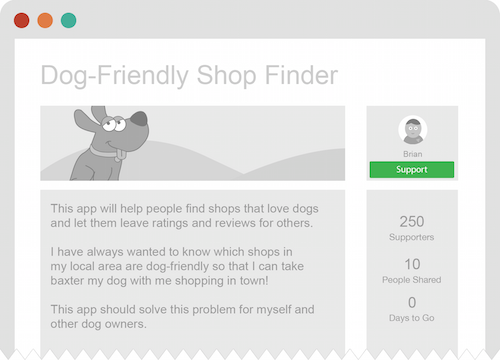 Dog-Friendly Shop Finder
Brian
Support
This app will help people find shops that love dogs
and let them leave ratings and reviews for others.
I have always wanted to know which shops in
my local area are dog-friendly so that I can take
baxter my dog with me shopping in town!
This app should solve this problem for myself and
other dog owners.
250
Supporters
10
People Shared
0
Days to Go